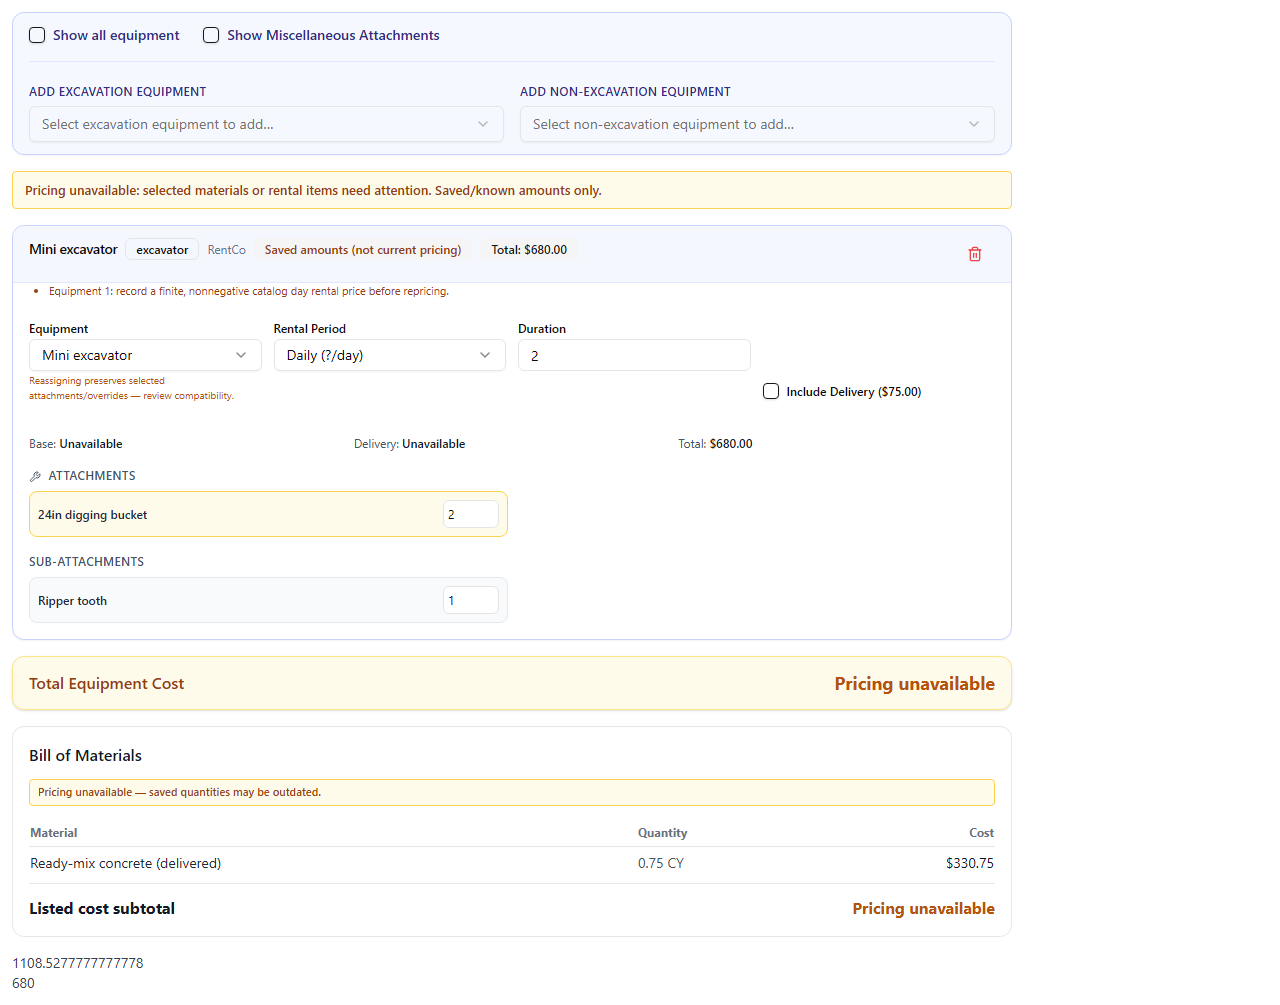 Show all equipment
Show Miscellaneous Attachments
ADD EXCAVATION EQUIPMENT
ADD NON-EXCAVATION EQUIPMENT
Select excavation equipment to add...
Select non-excavation equipment to add...
Pricing unavailable: selected materials or rental items need attention. Saved/known amounts only.
Mini excavator excavator RentCo Saved amounts (not current pricing) Total: $680.00
• Equipment 1: record a finite, nonnegative catalog day rental price before repricing.
Equipment
Rental Period
Duration
Mini excavator
Daily (?/day)
2
Reassigning preserves selected
attachments/overrides — review compatibility.
Include Delivery ($75.00)
Base: Unavailable
Delivery: Unavailable
Total: $680.00
ATTACHMENTS
24in digging bucket 2
SUB-ATTACHMENTS
Ripper tooth 1
Total Equipment Cost Pricing unavailable
Bill of Materials
Pricing unavailable — saved quantities may be outdated.
Material Quantity Cost
Ready-mix concrete (delivered) 0.75 CY $330.75
Listed cost subtotal Pricing unavailable
1108.5277777777778
680